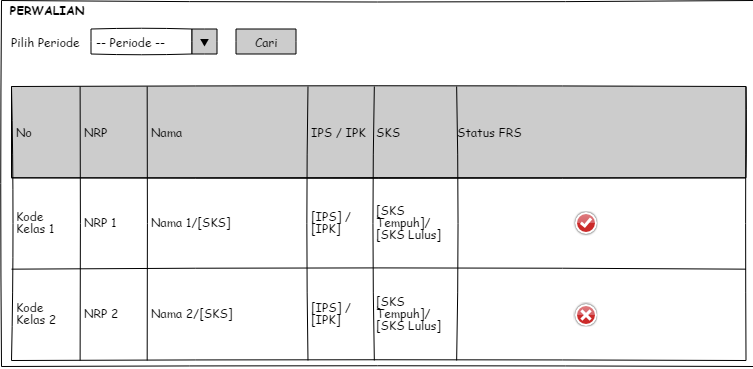 PERWALIAN
Pilih Periode
-- Periode --
Cari
No
NRP
Nama
IPS / IPK
SKS
Status FRS
Kode
Kelas 1
NRP 1
Nama 1/[SKS]
[IPS] /
[IPK]
[SKS
Tempuh]/
[SKS Lulus]
Kode
Kelas 2
NRP 2
Nama 2/[SKS]
[IPS] /
[IPK]
[SKS
Tempuh]/
[SKS Lulus]